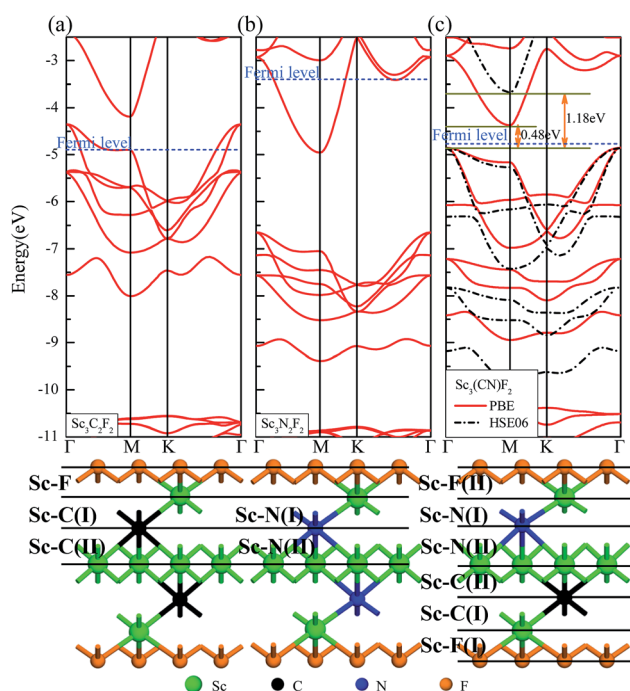 (a) (b) (c)
Energy(eV)
-3
-4
-5
-6
-7
-8
-9
-10
-11
Fermi level
Sc3C2F2
Γ M K Γ
Fermi level
Sc3N2F2
Γ M K Γ
Fermi level
1.18eV
0.48eV
Sc3(CN)F2
PBE
HSE06
Γ M K Γ
Sc-F
Sc-C(I)
Sc-C(II)
Sc-N(I)
Sc-N(II)
Sc-F(II)
Sc-N(I)
Sc-N(II)
Sc-C(II)
Sc-C(I)
Sc-F(I)
Sc C N F